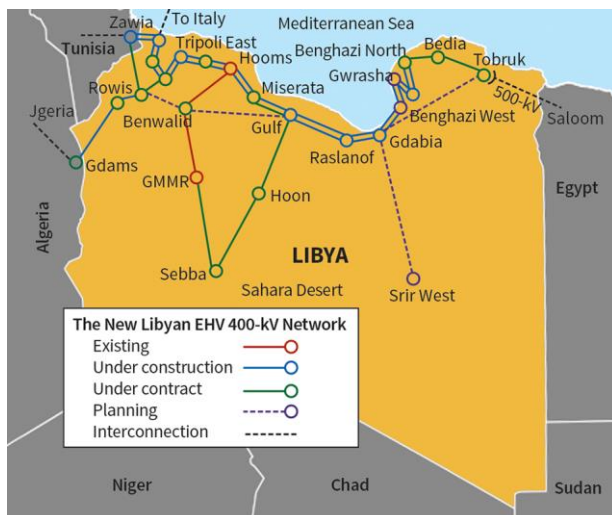 To Italy
Zawia
Mediterranean Sea
Tunisia
Tripoli East
Benghazi North
Bedia
Hooms
Gwrasha
Tobruk
Rowis
Miserata
500-kV
Jgeria
Benwalid
Gulf
Benghazi West
Saloom
Gdabia
Raslanof
Gdams
GMMR
Egypt
Hoon
Algeria
LIBYA
Sebba
Sahara Desert
Srir West
The New Libyan EHV 400-kV Network
Existing
Under construction
Under contract
Planning
Interconnection
Niger
Chad
Sudan